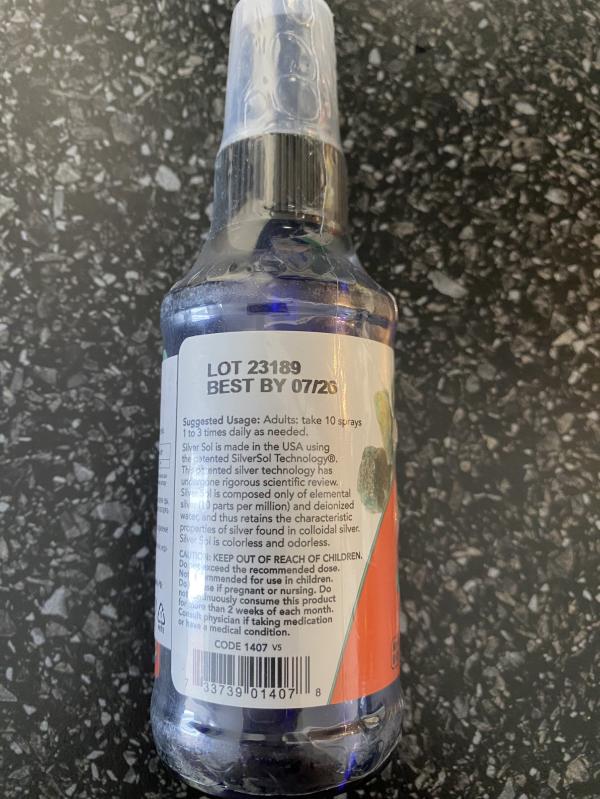 LOT 23189
BEST BY 07/26
Suggested Usage: Adults: take 10 sprays
1 to 3 times daily as needed.
Silver Sol is made in the USA using
the patented SilverSol Technology®.
This patented silver technology has
undergone rigorous scientific review.
Silver Sol is composed only of elemental
silver (10 parts per million) and deionized
water, and thus retains the characteristic
properties of silver found in colloidal silver.
Silver Sol is colorless and odorless.
CAUTION: KEEP OUT OF REACH OF CHILDREN.
Do not exceed the recommended dose.
Not recommended for use in children.
Do not use if pregnant or nursing. Do
not continuously consume this product
for more than 2 weeks of each month.
Consult physician if taking medication
or have a medical condition.
CODE 1407 V5
7 33739 01407 8